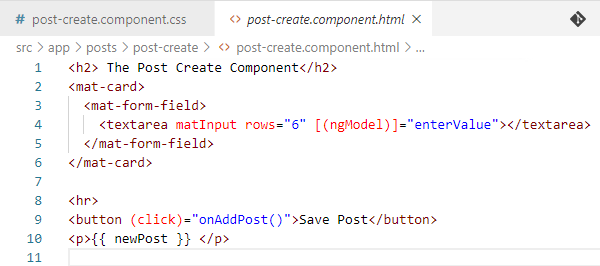 # post-create.component.css <> post-create.component.html ×
src > app > posts > post-create > <> post-create.component.html > ...
1 <h2> The Post Create Component</h2>
2 <mat-card>
3 <mat-form-field>
4 <textarea matInput rows="6" [(ngModel)]="enterValue"></textarea>
5 </mat-form-field>
6 </mat-card>
7
8 <hr>
9 <button (click)="onAddPost()">Save Post</button>
10 <p>{{ newPost }} </p>
11